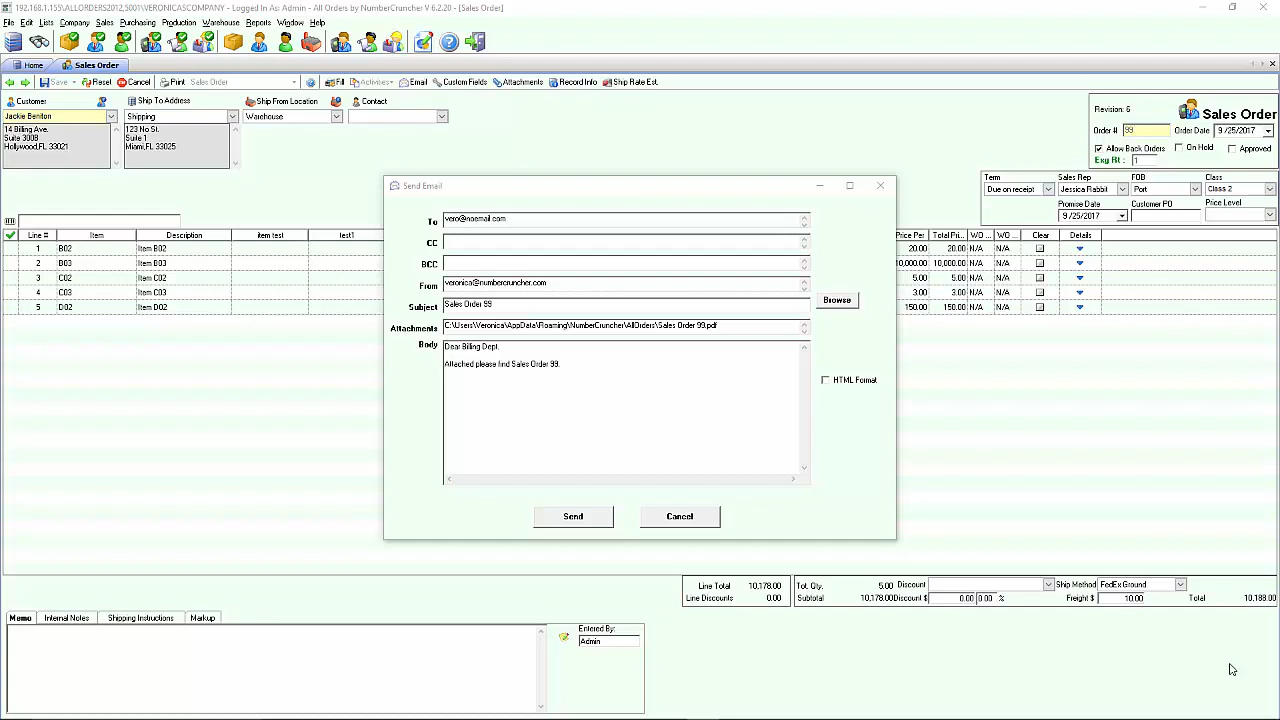 192.168.1.155\ALLORDERS2012,5001\VERONICASCOMPANY - Logged In As: Admin - All Orders by NumberCruncher V 6.2.20 - [Sales Order]
File Edit Lists Company Sales Purchasing Production Warehouse Reports Window Help
Home Sales Order
Save Reset Cancel Print Sales Order Fill Activities Email Custom Fields Attachments Record Info Ship Rate Est.
Customer Ship To Address Ship From Location Contact
Jackie Beniton Shipping Warehouse
14 Billing Ave.
Suite 3008
Hollywood,FL 33021
123 No St.
Suite 1
Miami,FL 33025
Revision: 6 Sales Order
Order # 99 Order Date 9 /25/2017
Allow Back Orders On Hold Approved
Exg Rt : 1
Term Sales Rep FOB Class
Due on receipt Jessica Rabbit Port Class 2
Promise Date Customer PO Price Level
9 /25/2017
Line # Item Description item test test1 Price Per Total Pri... WO ... WO ... Clear Details
1 B02 Item B02 20.00 20.00 N/A N/A
2 B03 Item B03 10,000.00 10,000.00 N/A N/A
3 C02 Item C02 5.00 5.00 N/A N/A
4 C03 Item C03 3.00 3.00 N/A N/A
5 D02 Item D02 150.00 150.00 N/A N/A
Send Email
To vero@noemail.com
CC
BCC
From veronica@numbercruncher.com
Subject Sales Order 99
Browse
Attachments C:\Users\Veronica\AppData\Roaming\NumberCruncher\AllOrders\Sales Order 99.pdf
Body Dear Billing Dept.
Attached please find Sales Order 99.
HTML Format
Send Cancel
Line Total 10,178.00 Tot. Qty. 5.00 Discount Ship Method FedEx Ground
Line Discounts 0.00 Subtotal 10,178.00 Discount $ 0.00 0.00 % Freight $ 10.00 Total 10,188.00
Memo Internal Notes Shipping Instructions Markup
Entered By:
Admin